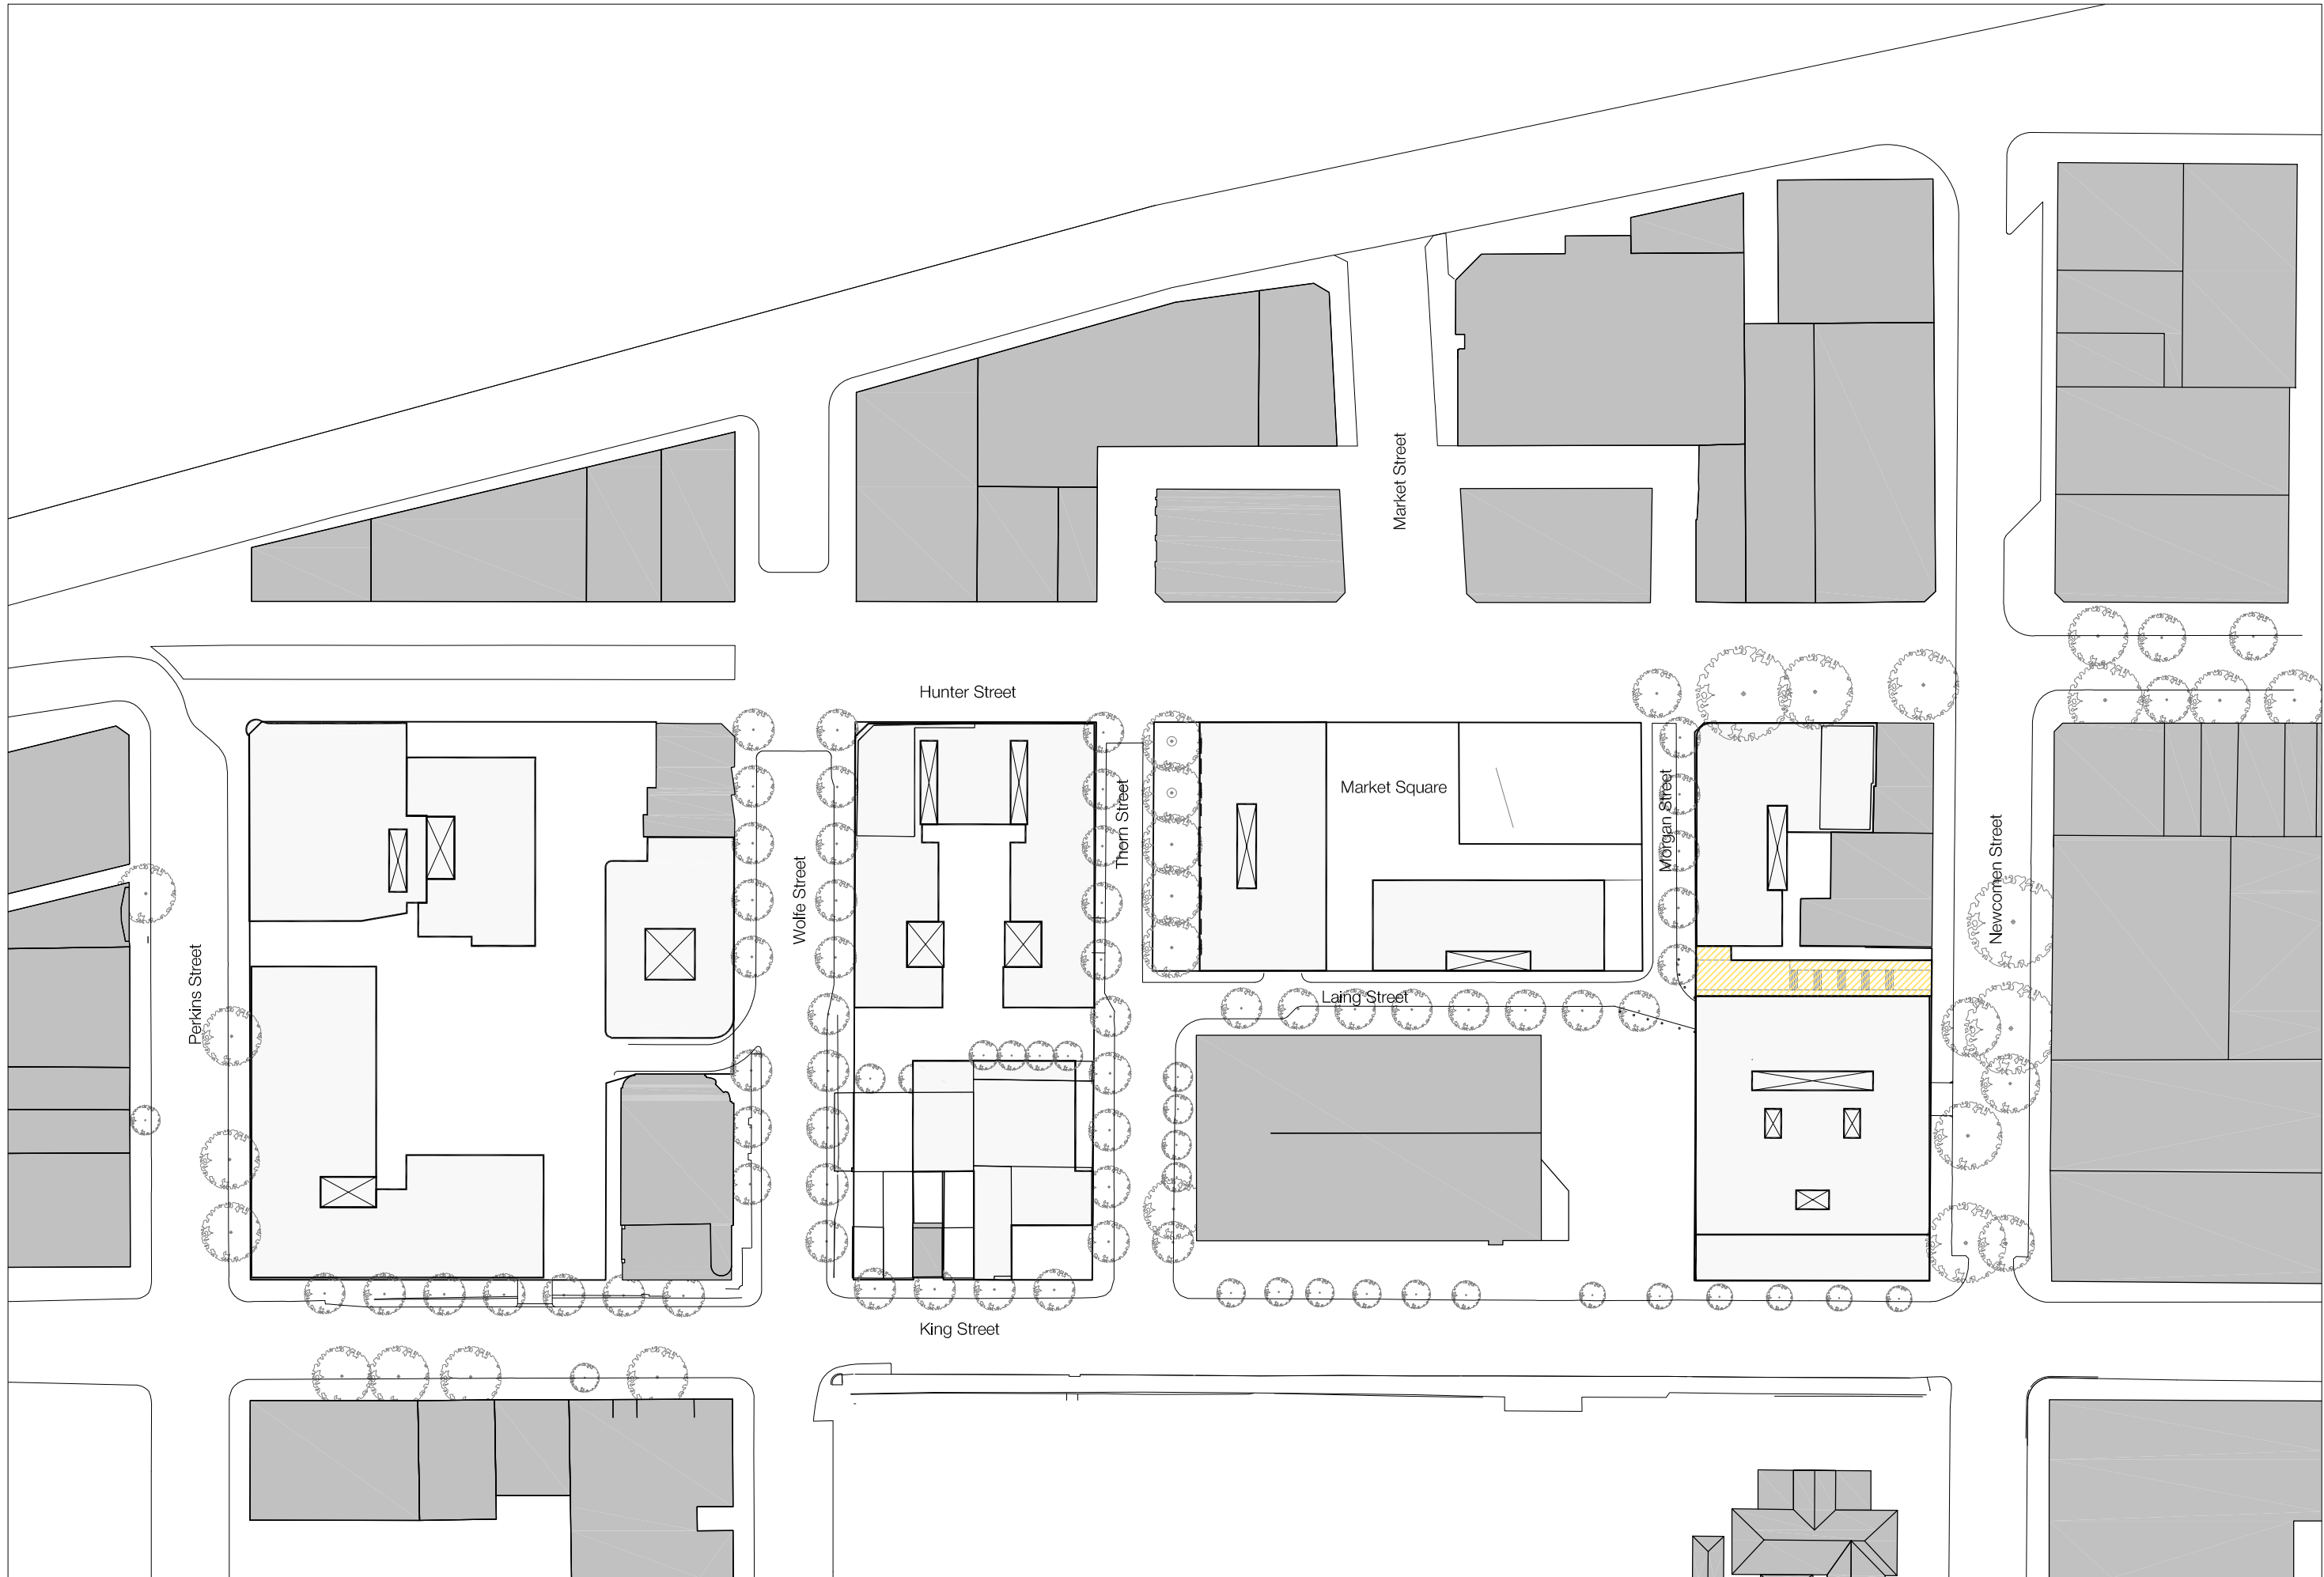 Market Street
Hunter Street
Thorn Street
Market Square
Morgan Street
Wolfe Street
Newcomen Street
Perkins Street
Laing Street
King Street